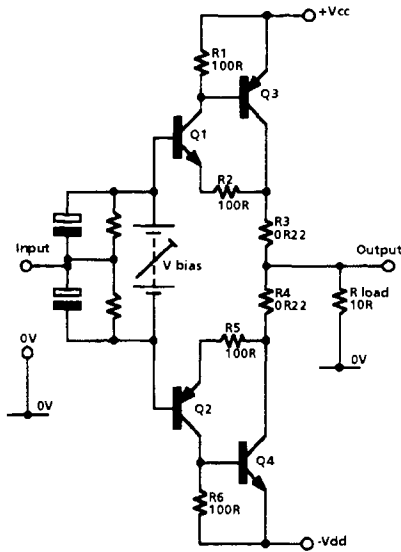 +Vcc
R1
100R
Q3
Q1
R2
100R
R3
0R22
Input
V bias
Output
R4
0R22
R load
10R
R5
100R
0V
0V
0V
Q2
Q4
R6
100R
-Vdd